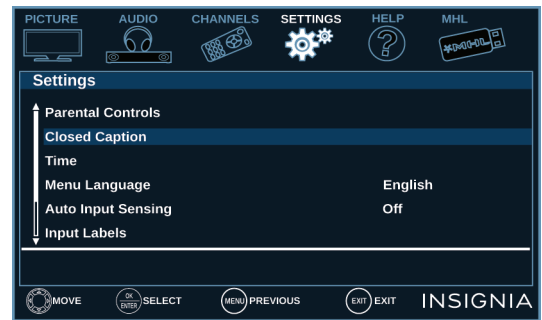 PICTURE AUDIO CHANNELS SETTINGS HELP MHL
?
MHL
Settings
Parental Controls
Closed Caption
Time
Menu Language English
Auto Input Sensing Off
Input Labels
MOVE OK ENTER SELECT MENU PREVIOUS EXIT EXIT INSIGNIA